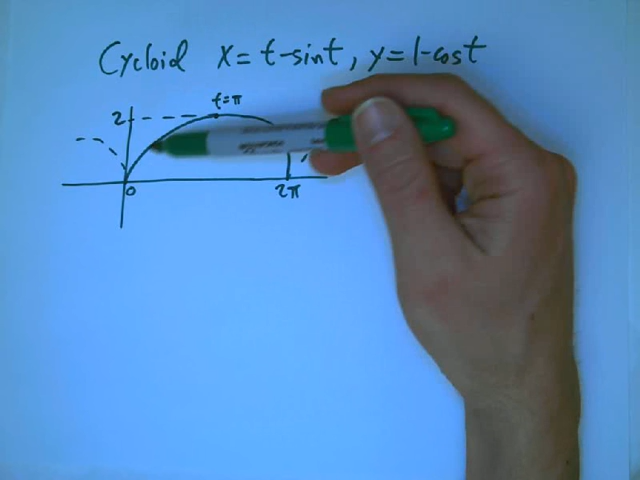 Cycloid x = t-sint, y=1-cost
t=π
2
0
2π